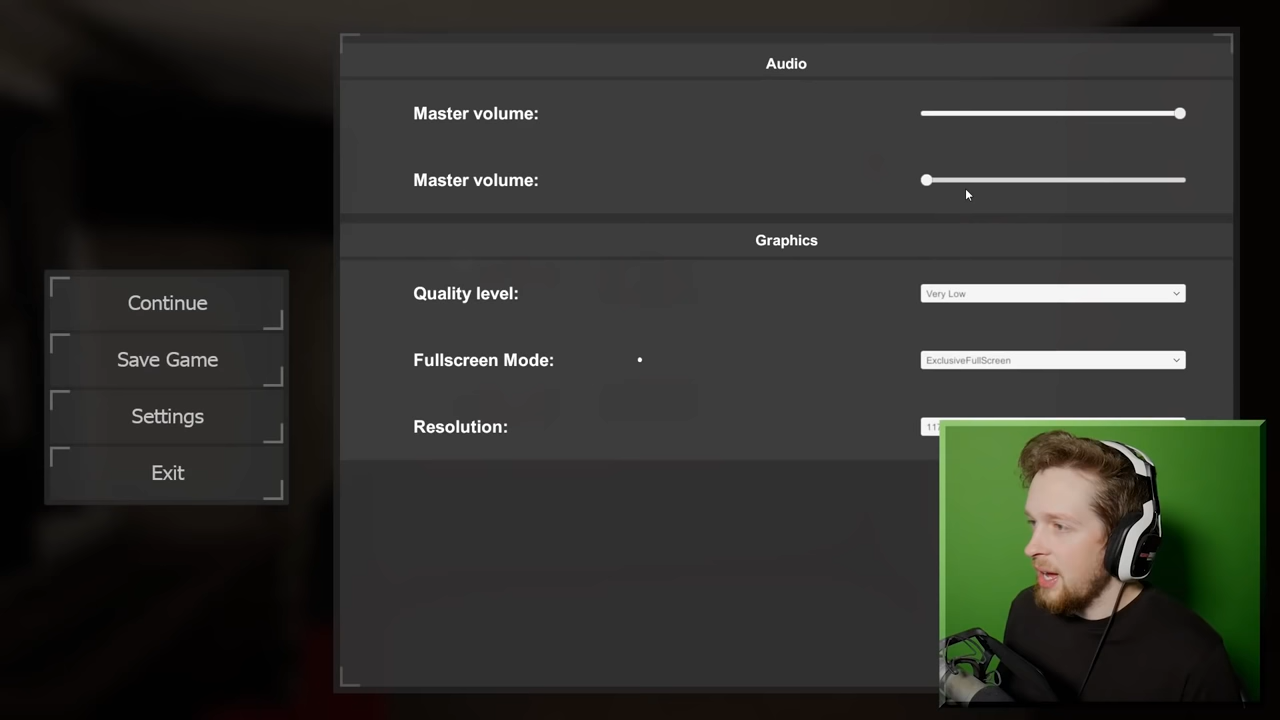 Audio
Master volume:
Master volume:
Graphics
Quality level:
Very Low
Fullscreen Mode:
ExclusiveFullScreen
Resolution:
Continue
Save Game
Settings
Exit